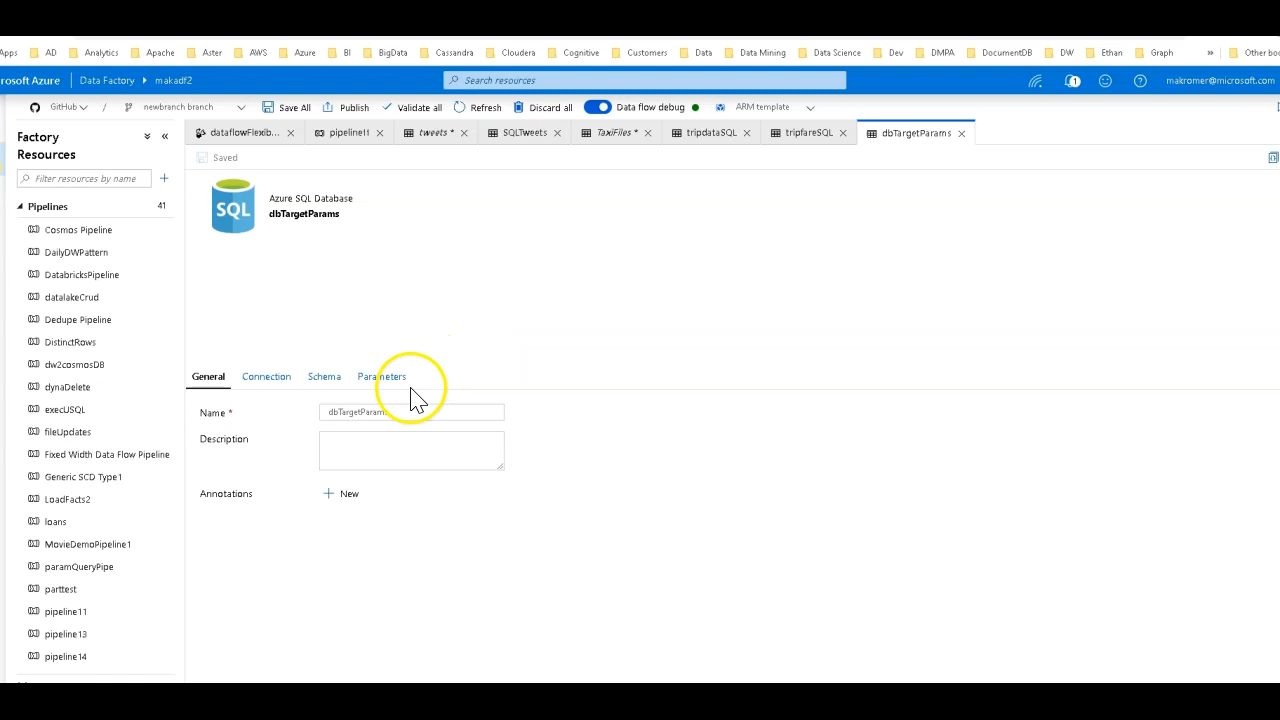 Apps AD Analytics Apache Aster AWS Azure BI BigData Cassandra Cloudera Cognitive Customers Data Data Mining Data Science Dev DMPA DocumentDB DW Ethan Graph » Other boo
rosoft Azure Data Factory makadf2 Search resources 1 makromer@microsoft.com
GitHub / newbranch branch Save All Publish Validate all Refresh Discard all Data flow debug ARM template
Factory Resources
dataflowFlexib... pipeline11 tweets * SQLTweets TaxiFiles * tripdataSQL tripfareSQL dbTargetParams
Saved
Filter resources by name
Azure SQL Database
SQL
dbTargetParams
Pipelines 41
Cosmos Pipeline
DailyDWPattern
DatabricksPipeline
datalakeCrud
Dedupe Pipeline
DistinctRows
dw2cosmosDB
dynaDelete
execUSQL
fileUpdates
Fixed Width Data Flow Pipeline
Generic SCD Type1
LoadFacts2
loans
MovieDemoPipeline1
paramQueryPipe
parttest
pipeline11
pipeline13
pipeline14
General Connection Schema Parameters
Name * dbTargetParams
Description
Annotations New